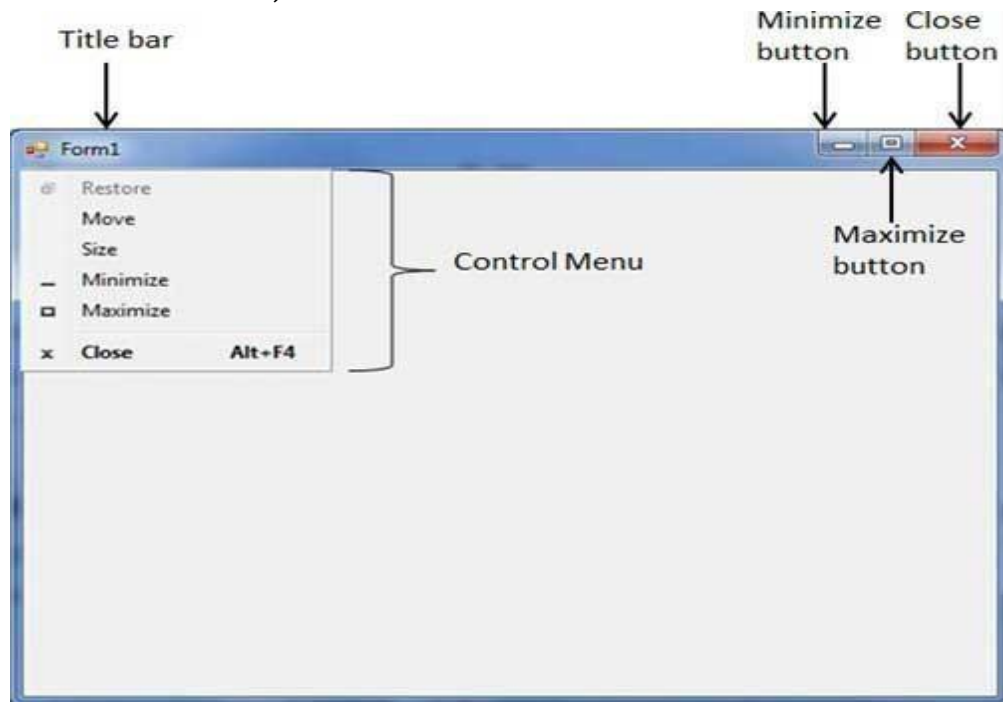 Title bar
Minimize button
Close button
Form1
Restore
Move
Size
Minimize
Maximize
Close Alt+F4
Control Menu
Maximize button